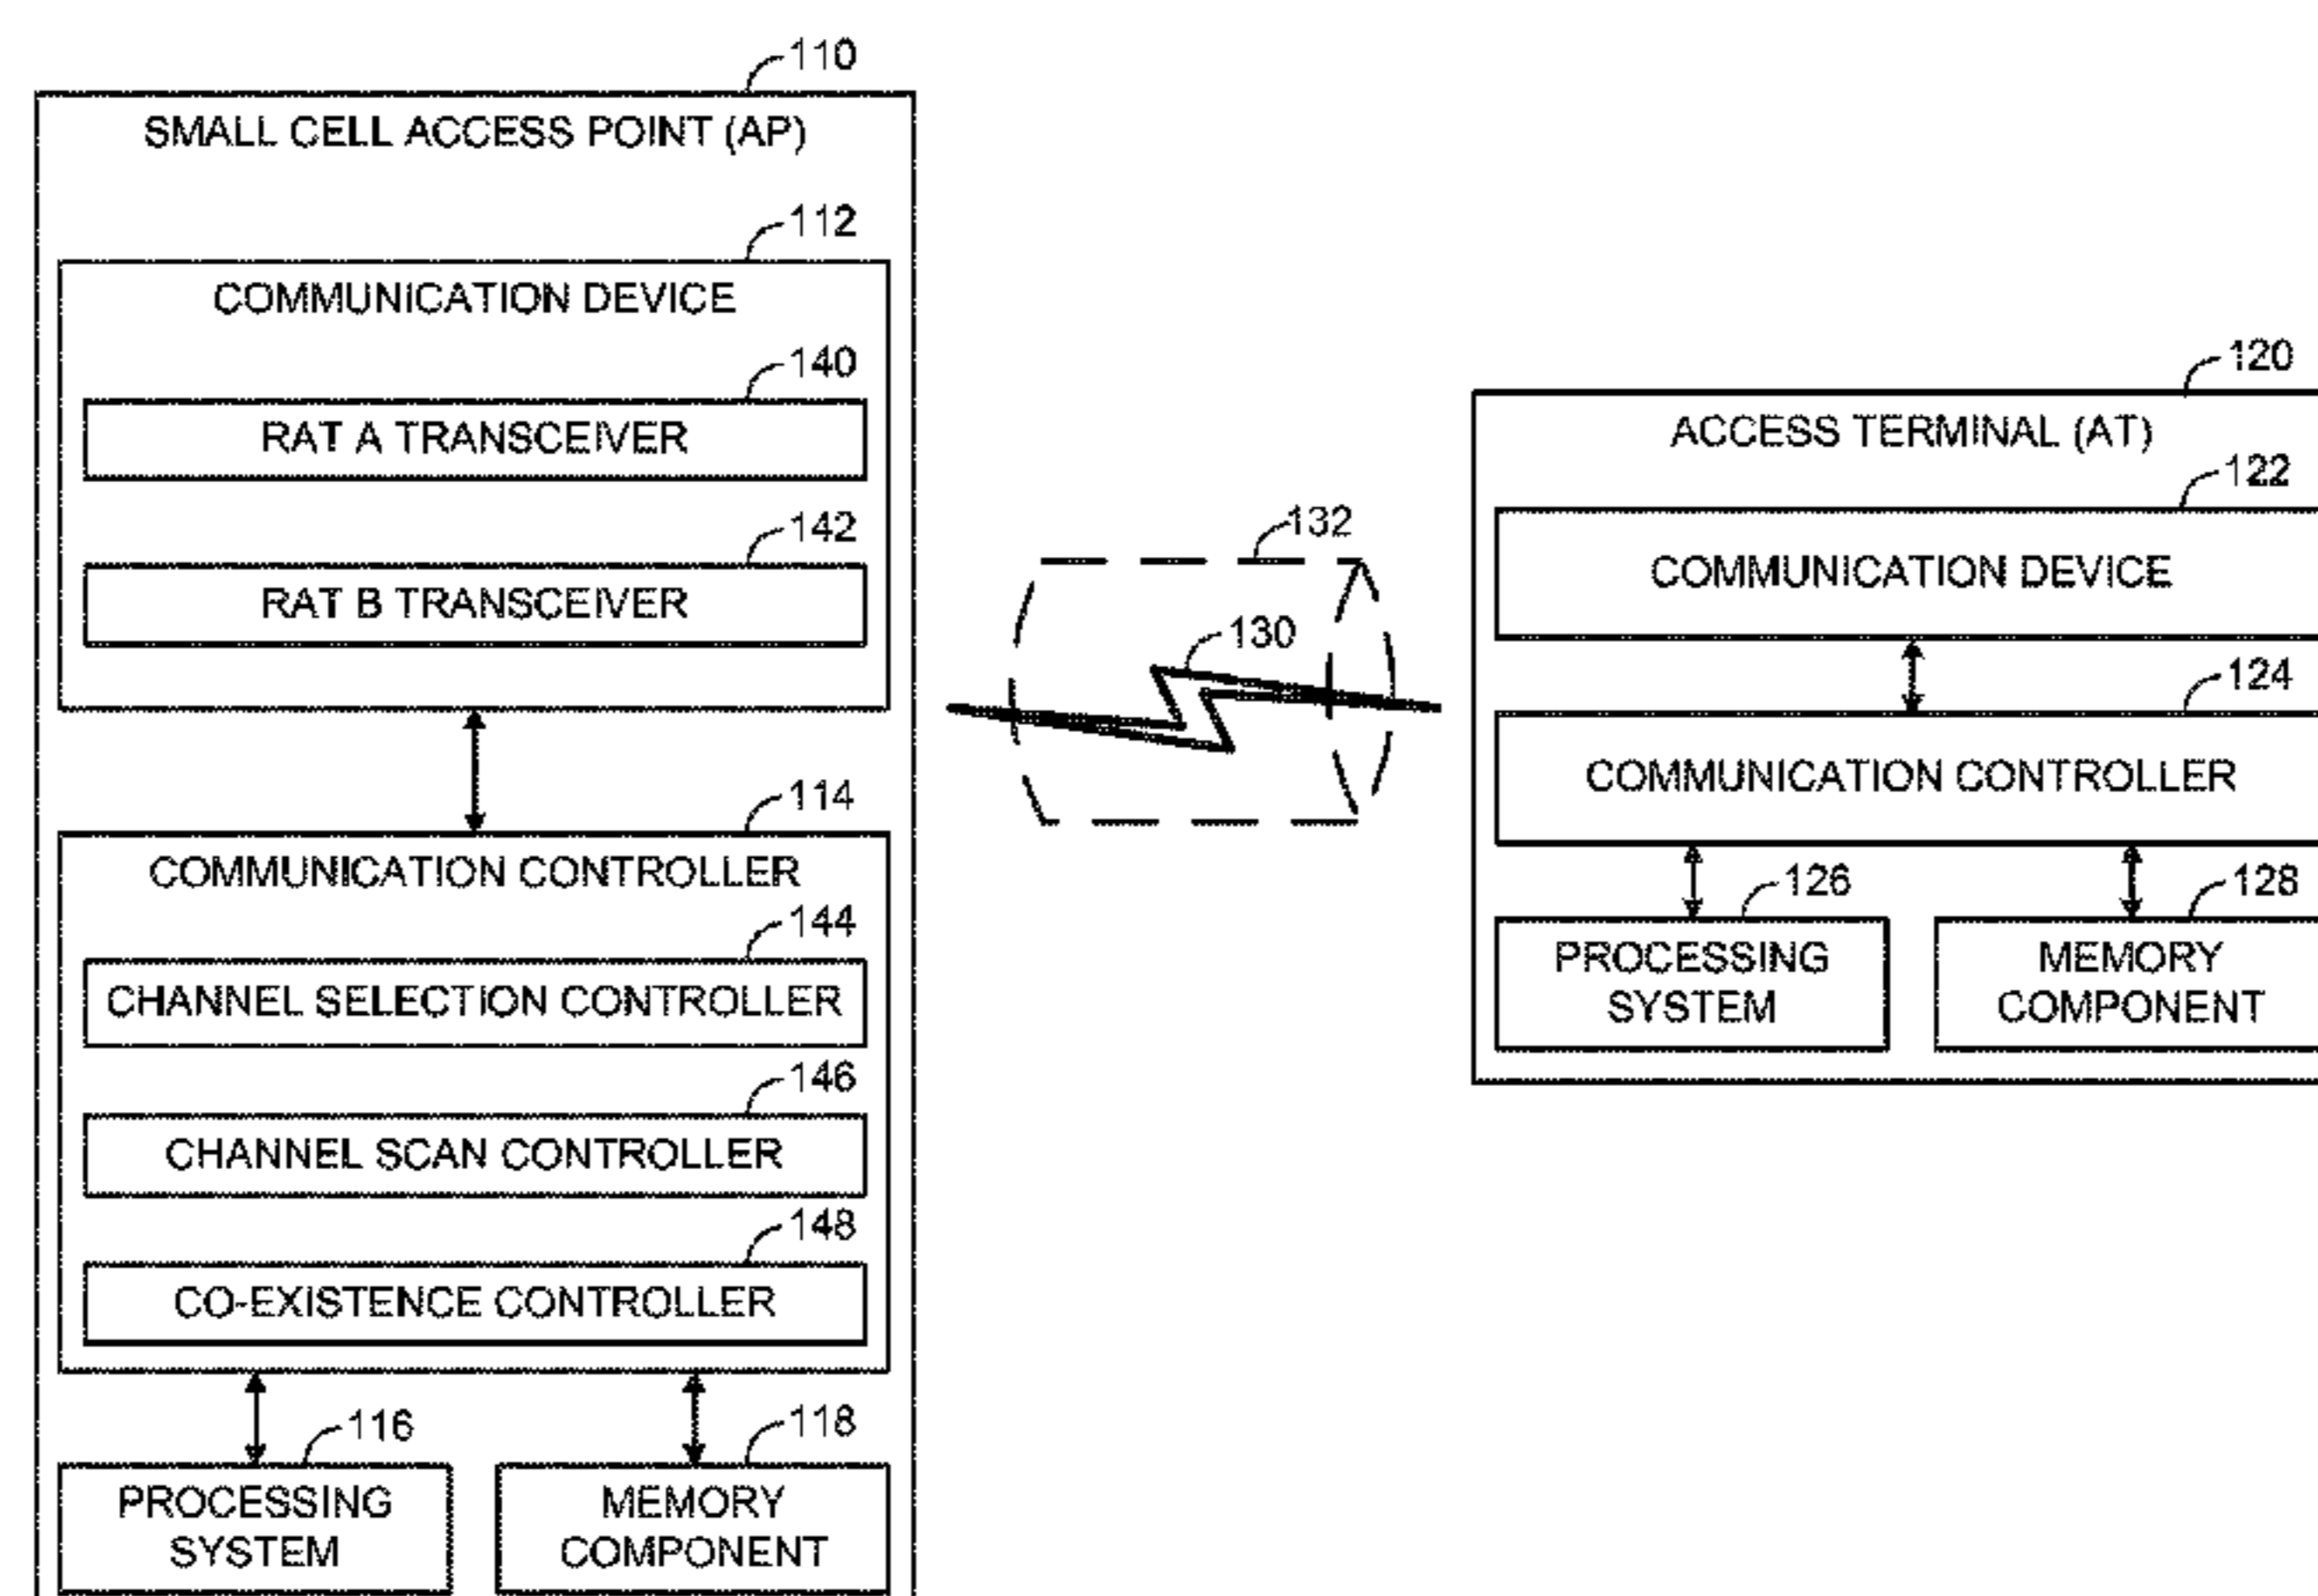 110
SMALL CELL ACCESS POINT (AP)
112
COMMUNICATION DEVICE
140
RAT A TRANSCEIVER
142
RAT B TRANSCEIVER
114
COMMUNICATION CONTROLLER
144
CHANNEL SELECTION CONTROLLER
146
CHANNEL SCAN CONTROLLER
148
CO-EXISTENCE CONTROLLER
116
PROCESSING
SYSTEM
118
MEMORY
COMPONENT
132
130
120
ACCESS TERMINAL (AT)
122
COMMUNICATION DEVICE
124
COMMUNICATION CONTROLLER
126
PROCESSING
SYSTEM
128
MEMORY
COMPONENT